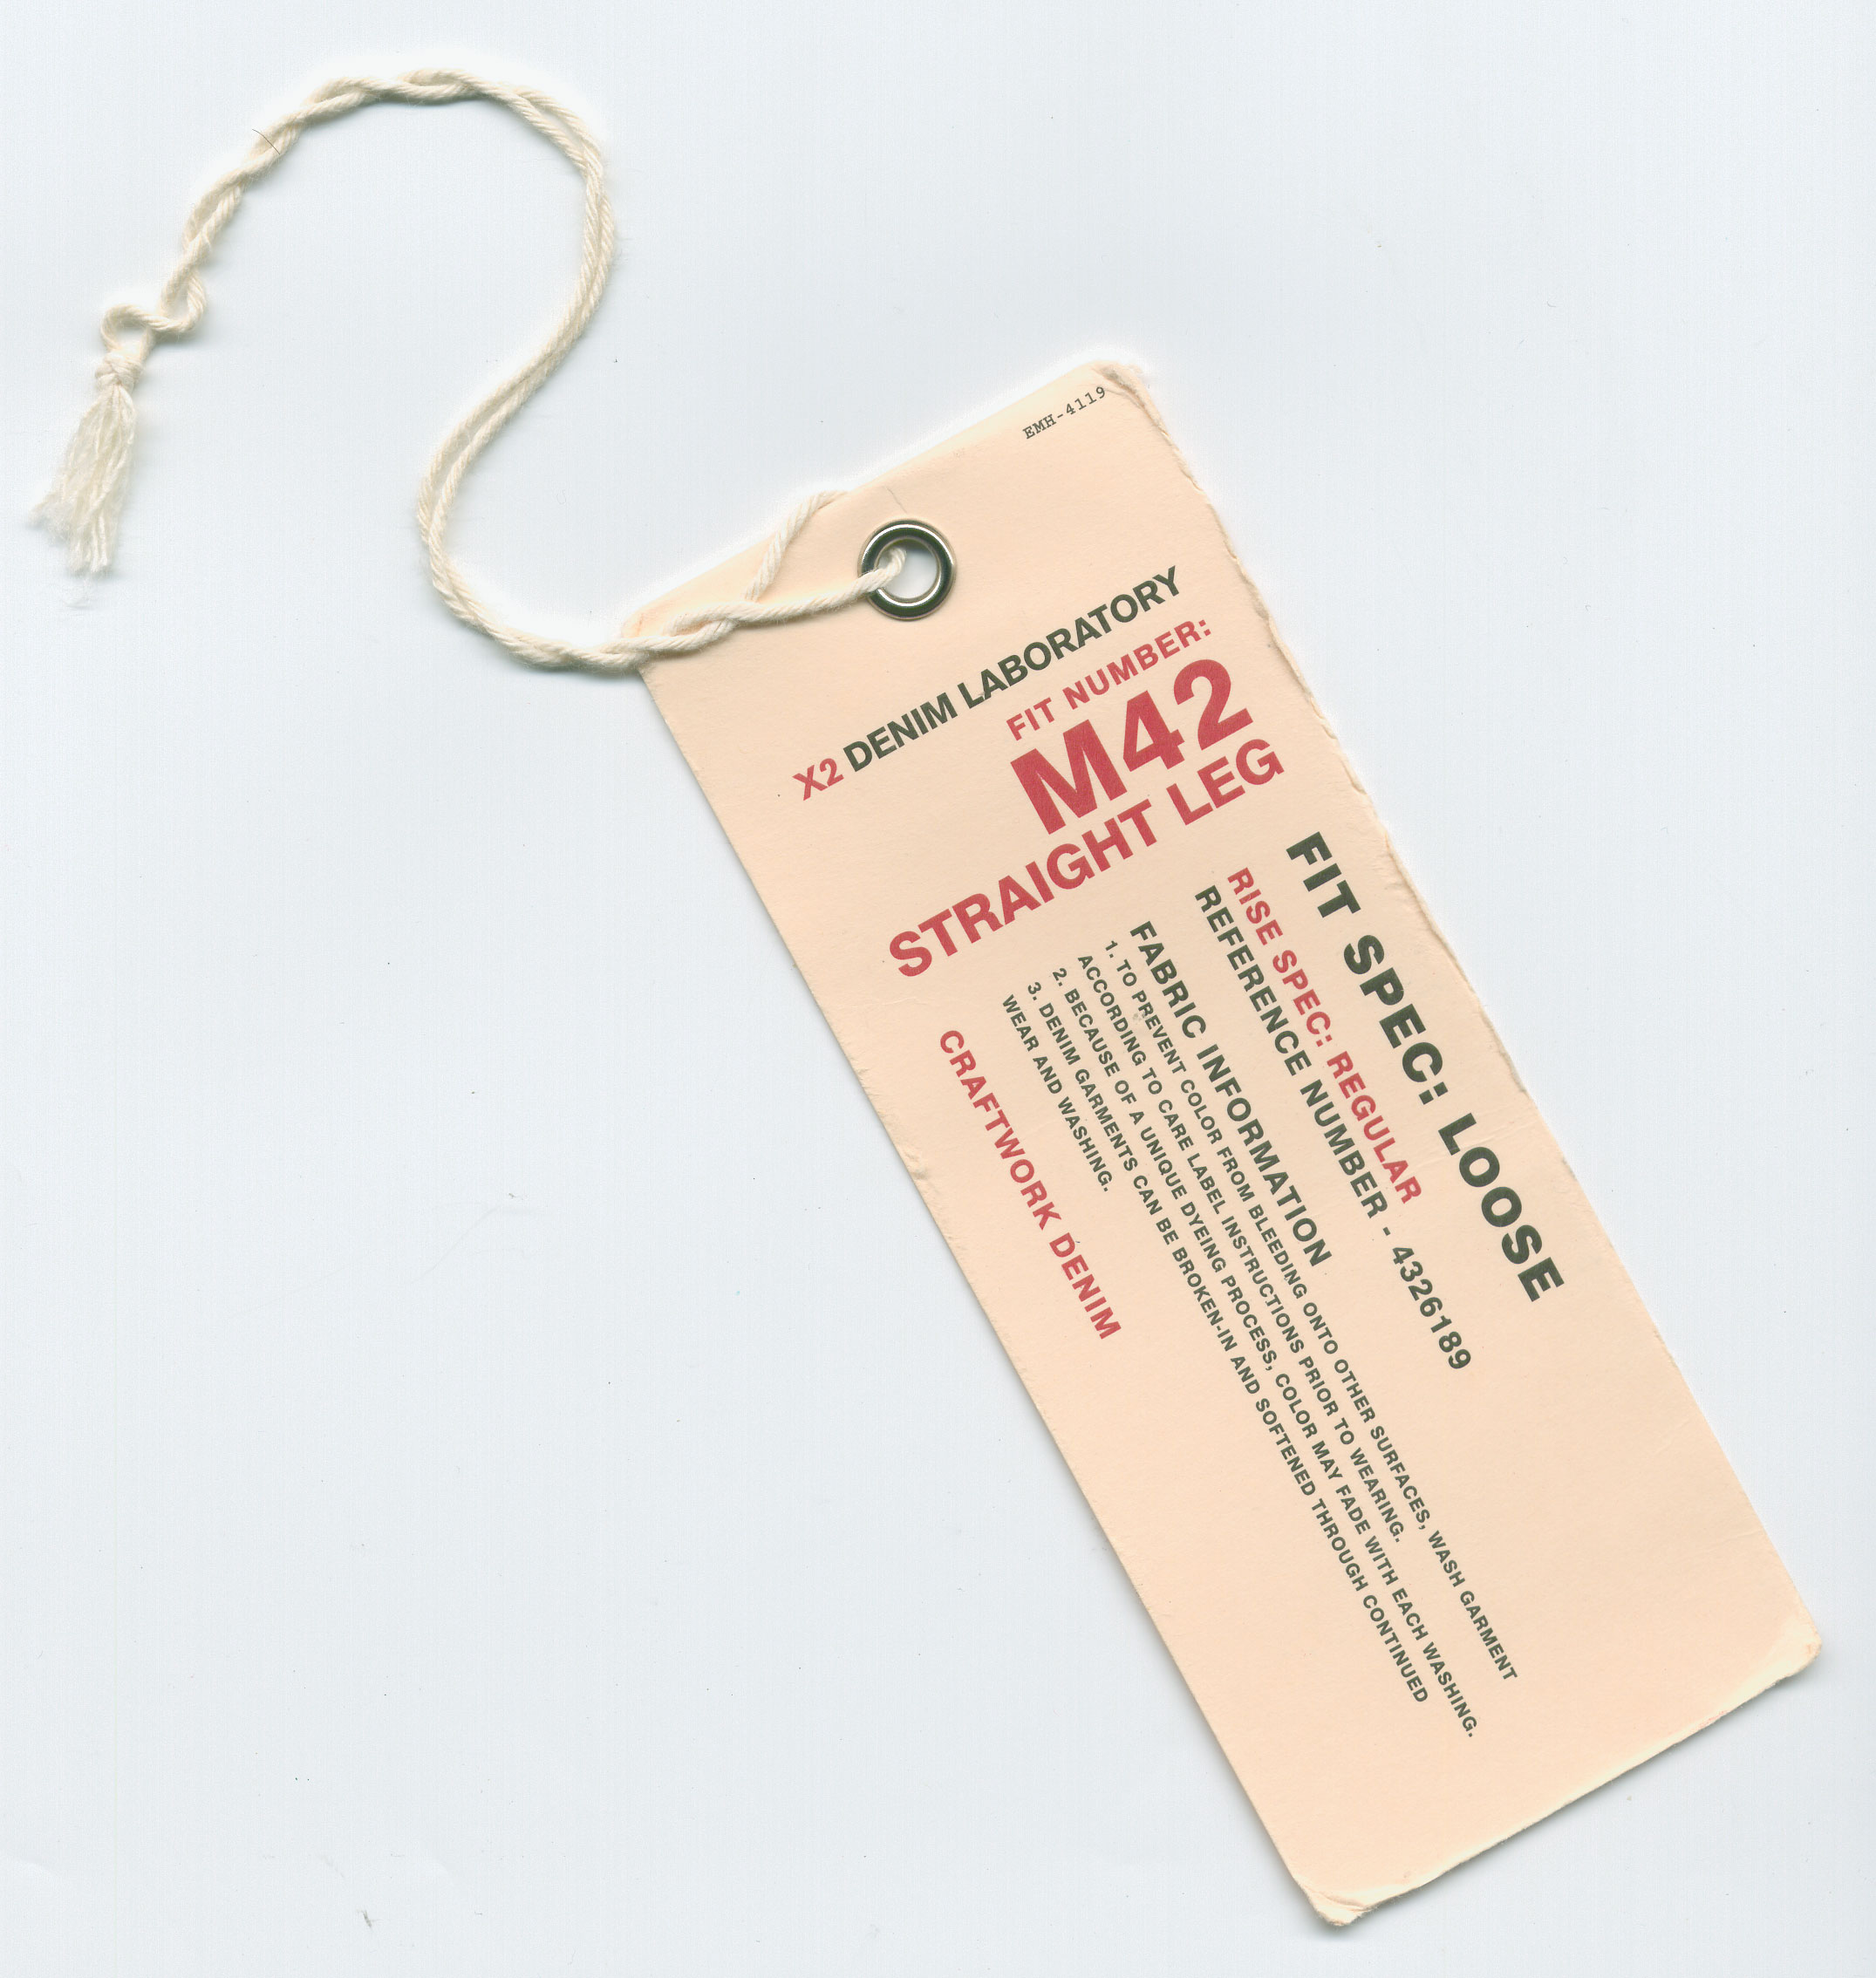 EMH-4119
X2 DENIM LABORATORY
FIT NUMBER:
M42
STRAIGHT LEG
FIT SPEC: LOOSE
RISE SPEC: REGULAR
REFERENCE NUMBER - 4326189
FABRIC INFORMATION
1. TO PREVENT COLOR FROM BLEEDING ONTO OTHER SURFACES, WASH GARMENT
ACCORDING TO CARE LABEL INSTRUCTIONS PRIOR TO WEARING.
2. BECAUSE OF A UNIQUE DYEING PROCESS, COLOR MAY FADE WITH EACH WASHING.
3. DENIM GARMENTS CAN BE BROKEN-IN AND SOFTENED THROUGH CONTINUED
WEAR AND WASHING.
CRAFTWORK DENIM